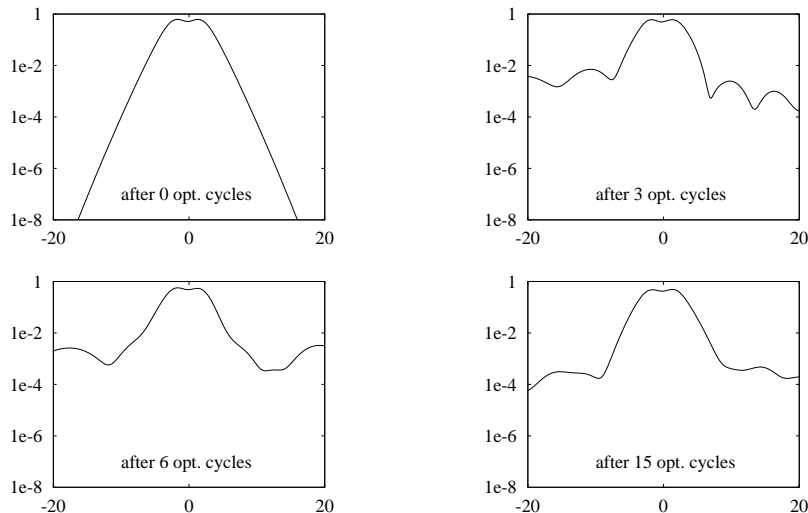 1
1e-2
1e-4
1e-6
1e-8
after 0 opt. cycles
-20 0 20
1
1e-2
1e-4
1e-6
1e-8
after 3 opt. cycles
-20 0 20
1
1e-2
1e-4
1e-6
1e-8
after 6 opt. cycles
-20 0 20
1
1e-2
1e-4
1e-6
1e-8
after 15 opt. cycles
-20 0 20